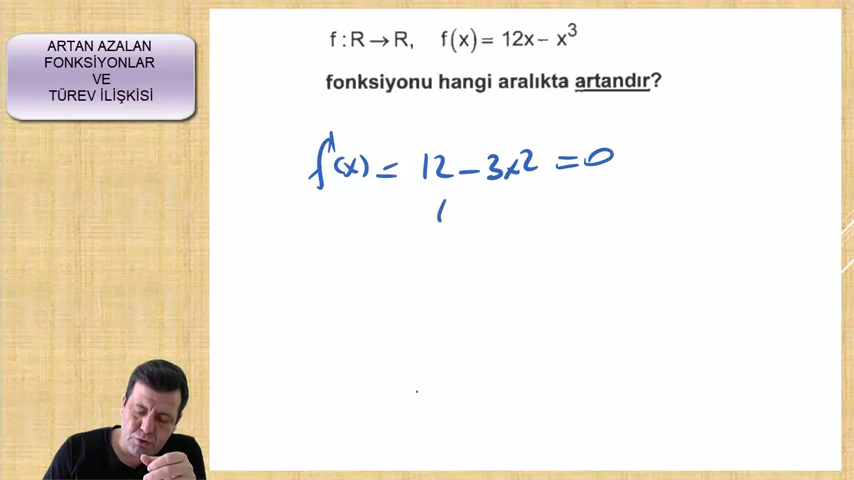 ARTAN AZALAN
FONKSİYONLAR
VE
TÜREV İLİŞKİSİ
f : R → R, f(x) = 12x − x³
fonksiyonu hangi aralıkta artandır?
f'(x) = 12 − 3x² = 0